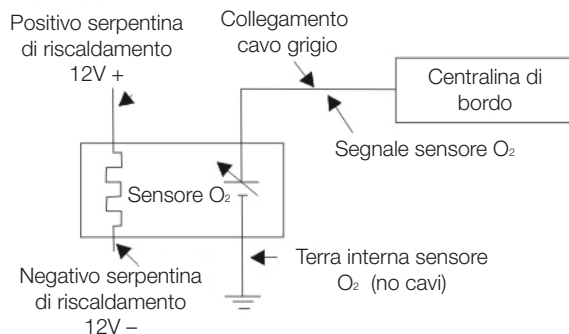 Positivo serpentina
di riscaldamento
12V +
Collegamento
cavo grigio
Centralina di
bordo
Segnale sensore O₂
Sensore O₂
Terra interna sensore
O₂ (no cavi)
Negativo serpentina
di riscaldamento
12V –